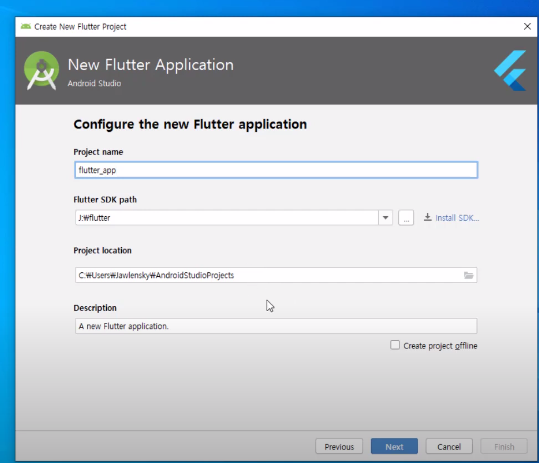 Create New Flutter Project
New Flutter Application
Android Studio
Configure the new Flutter application
Project name
flutter_app
Flutter SDK path
J:₩flutter
... Install SDK...
Project location
C:₩Users₩Jawlensky₩AndroidStudioProjects
Description
A new Flutter application.
Create project offline
Previous Next Cancel Finish